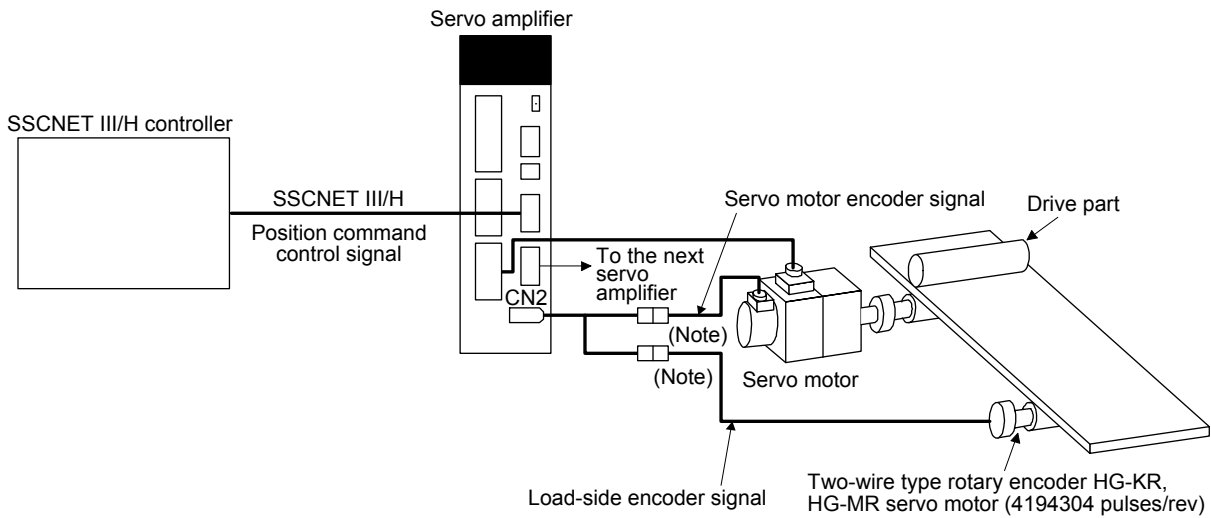 Servo amplifier
SSCNET III/H controller
SSCNET III/H
Position command
control signal
Servo motor encoder signal
Drive part
To the next
servo
amplifier
CN2
(Note)
(Note)
Servo motor
Load-side encoder signal
Two-wire type rotary encoder HG-KR,
HG-MR servo motor (4194304 pulses/rev)